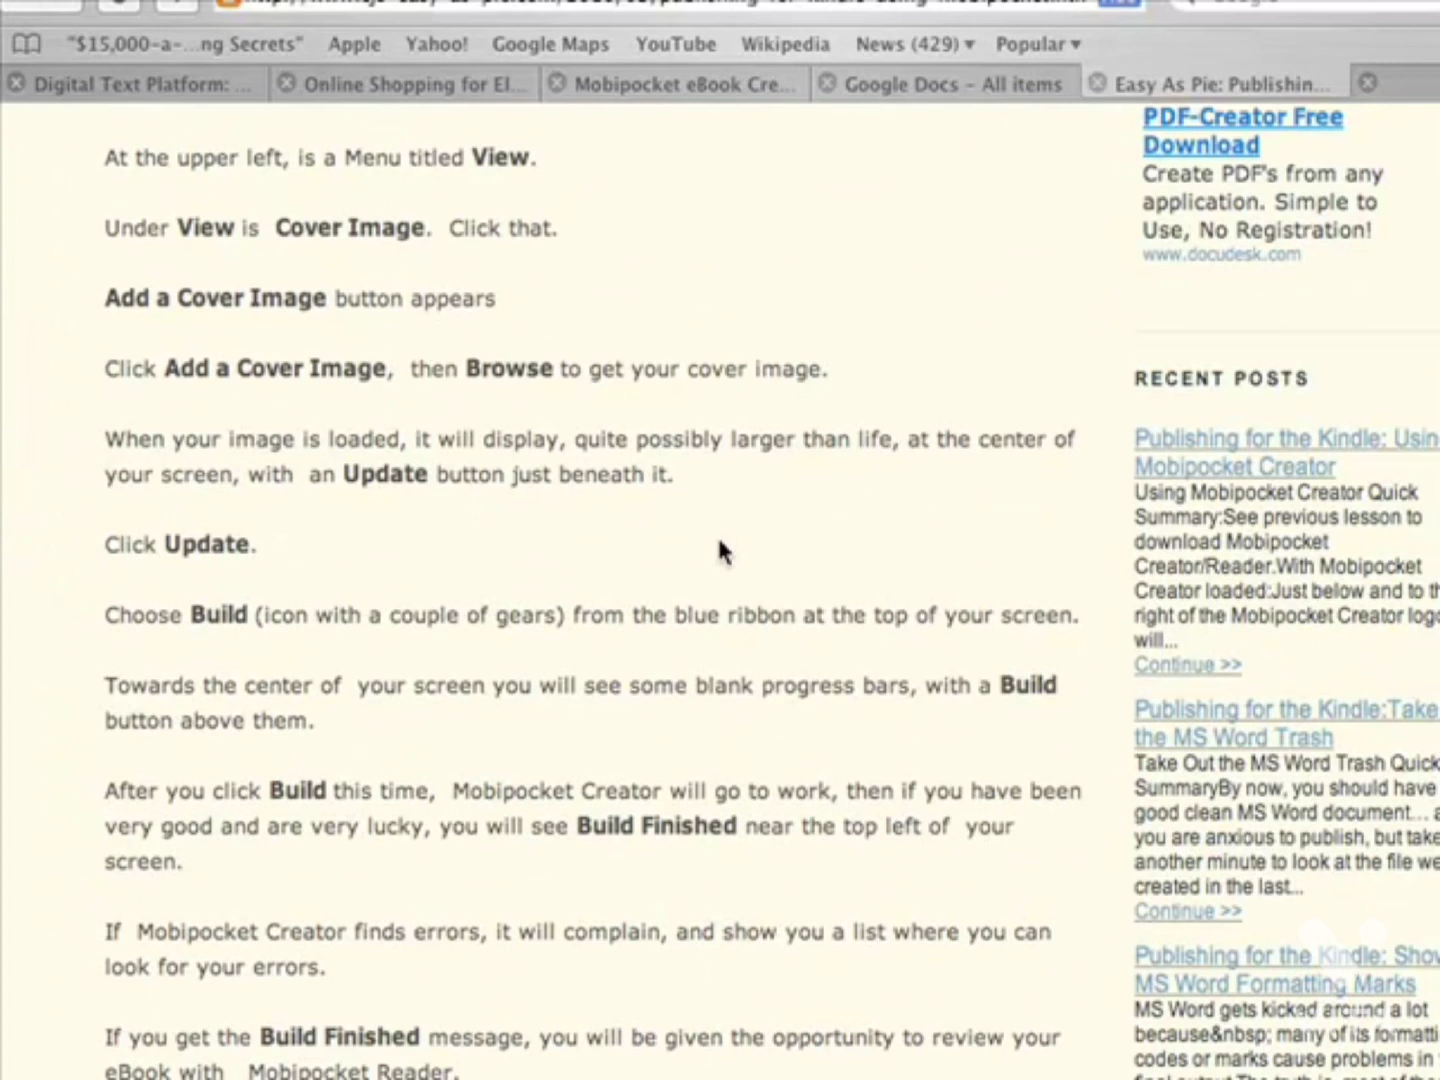 "$15,000-a-...ng Secrets" Apple Yahoo! Google Maps YouTube Wikipedia News (429) Popular
Digital Text Platform: ... Online Shopping for El... Mobipocket eBook Cre... Google Docs – All items Easy As Pie: Publishin...
At the upper left, is a Menu titled View.
Under View is Cover Image. Click that.
Add a Cover Image button appears
Click Add a Cover Image, then Browse to get your cover image.
When your image is loaded, it will display, quite possibly larger than life, at the center of
your screen, with an Update button just beneath it.
Click Update.
Choose Build (icon with a couple of gears) from the blue ribbon at the top of your screen.
Towards the center of your screen you will see some blank progress bars, with a Build
button above them.
After you click Build this time, Mobipocket Creator will go to work, then if you have been
very good and are very lucky, you will see Build Finished near the top left of your
screen.
If Mobipocket Creator finds errors, it will complain, and show you a list where you can
look for your errors.
If you get the Build Finished message, you will be given the opportunity to review your
eBook with Mobipocket Reader.
PDF-Creator Free
Download
Create PDF's from any
application. Simple to
Use, No Registration!
www.docudesk.com
RECENT POSTS
Publishing for the Kindle: Usin
Mobipocket Creator
Using Mobipocket Creator Quick
Summary:See previous lesson to
download Mobipocket
Creator/Reader.With Mobipocket
Creator loaded:Just below and to th
right of the Mobipocket Creator logo
will...
Continue >>
Publishing for the Kindle:Take
the MS Word Trash
Take Out the MS Word Trash Quick
SummaryBy now, you should have
good clean MS Word document... a
you are anxious to publish, but take
another minute to look at the file we
created in the last...
Continue >>
Publishing for the Kindle: Show
MS Word Formatting Marks
MS Word gets kicked around a lot
because&nbsp; many of its formatti
codes or marks cause problems in